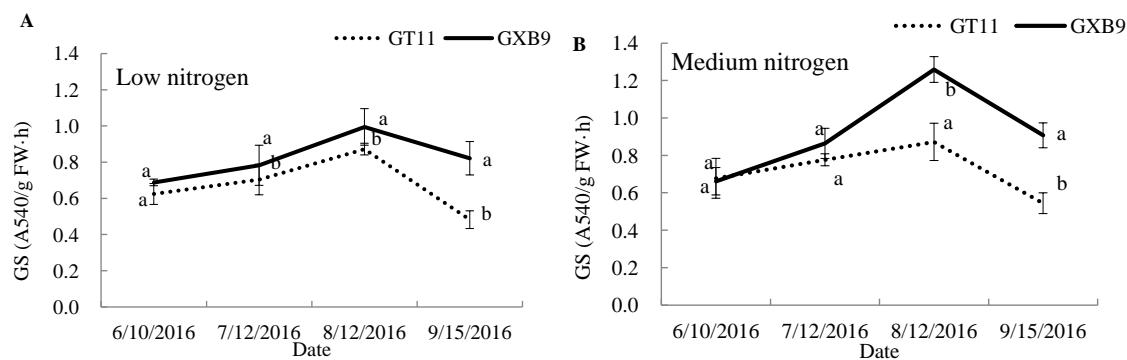 A
GT11 GXB9
Low nitrogen
GS (A540/g FW·h)
1.4
1.2
1.0
0.8
0.6
0.4
0.2
0.0
a
a
a
b
a
b
a
b
6/10/2016 7/12/2016 8/12/2016 9/15/2016
Date
B
GT11 GXB9
Medium nitrogen
GS (A540/g FW·h)
1.4
1.2
1.0
0.8
0.6
0.4
0.2
0.0
a
a
a
a
b
a
a
b
6/10/2016 7/12/2016 8/12/2016 9/15/2016
Date